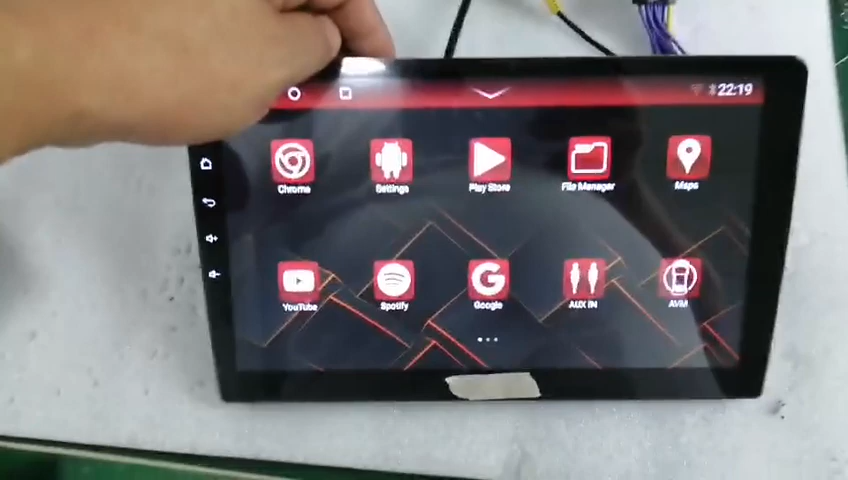 22:19
Chrome
Settings
Play Store
File Manager
Maps
YouTube
Spotify
Google
AUX IN
AVM